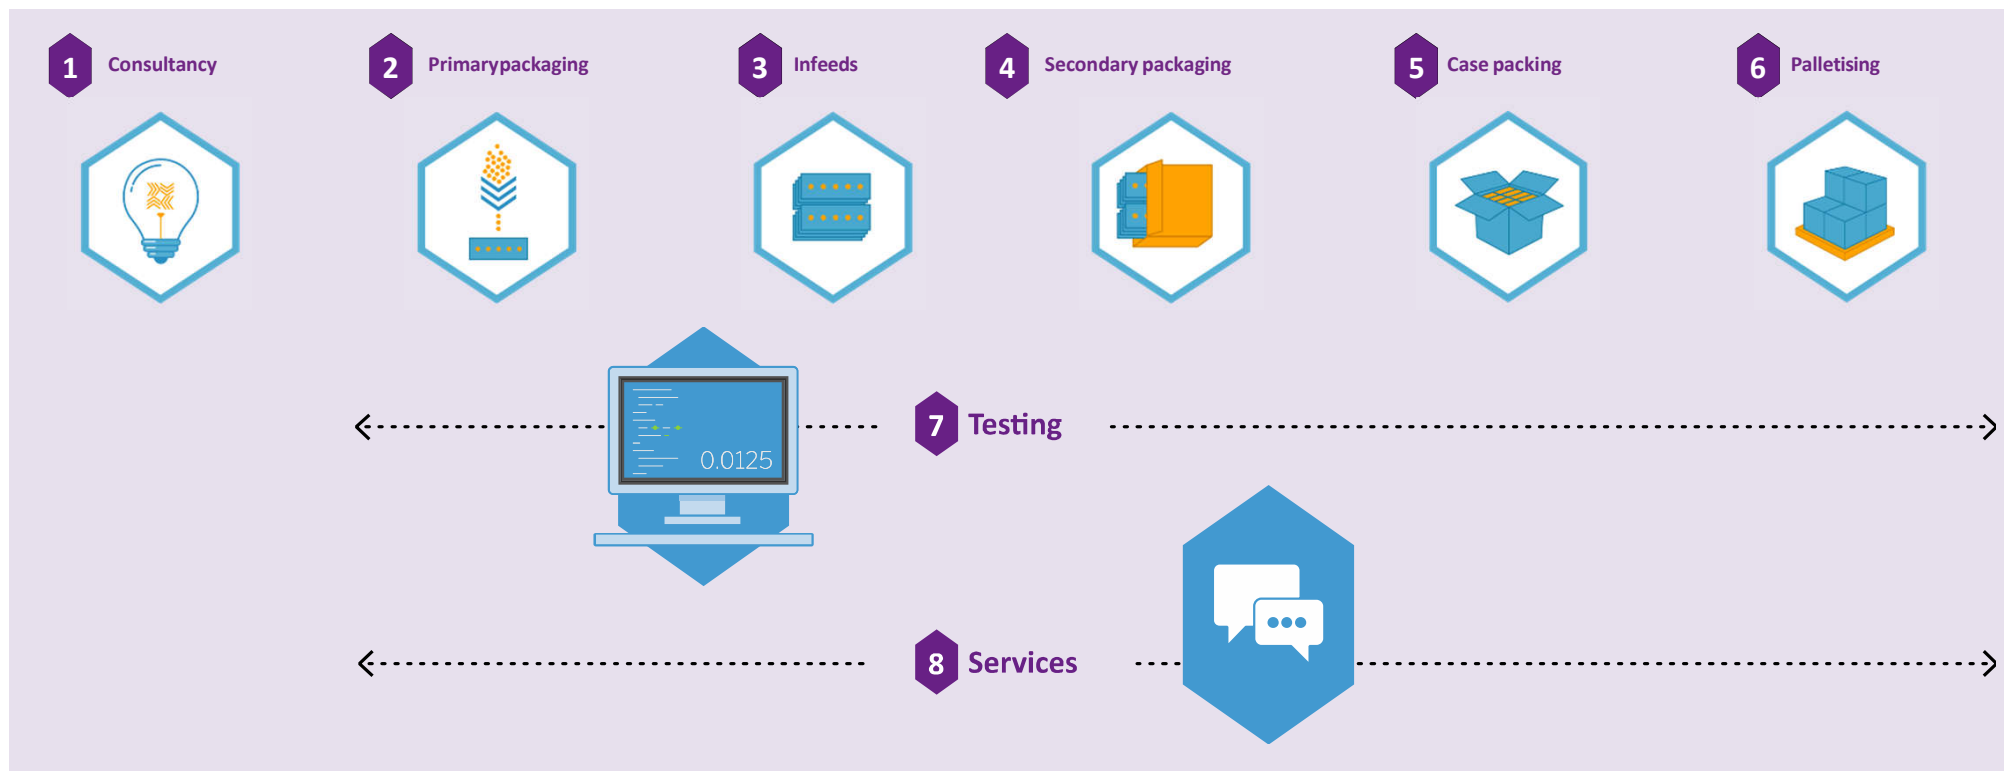 1 Consultancy
2 Primarypackaging
3 Infeeds
4 Secondary packaging
5 Case packing
6 Palletising
0.0125
7 Testing
8 Services